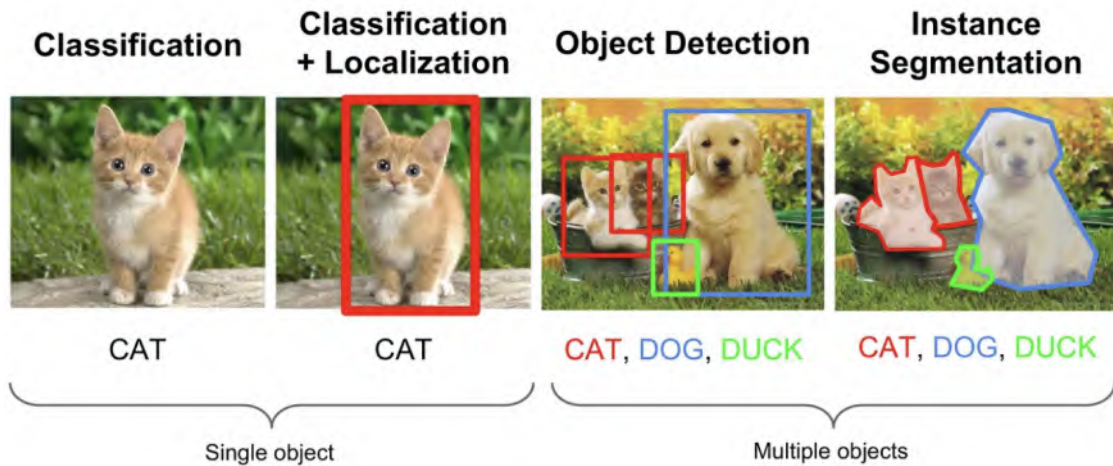 Classification
Classification
+ Localization
Object Detection
Instance
Segmentation
CAT
CAT
CAT, DOG, DUCK
CAT, DOG, DUCK
Single object
Multiple objects